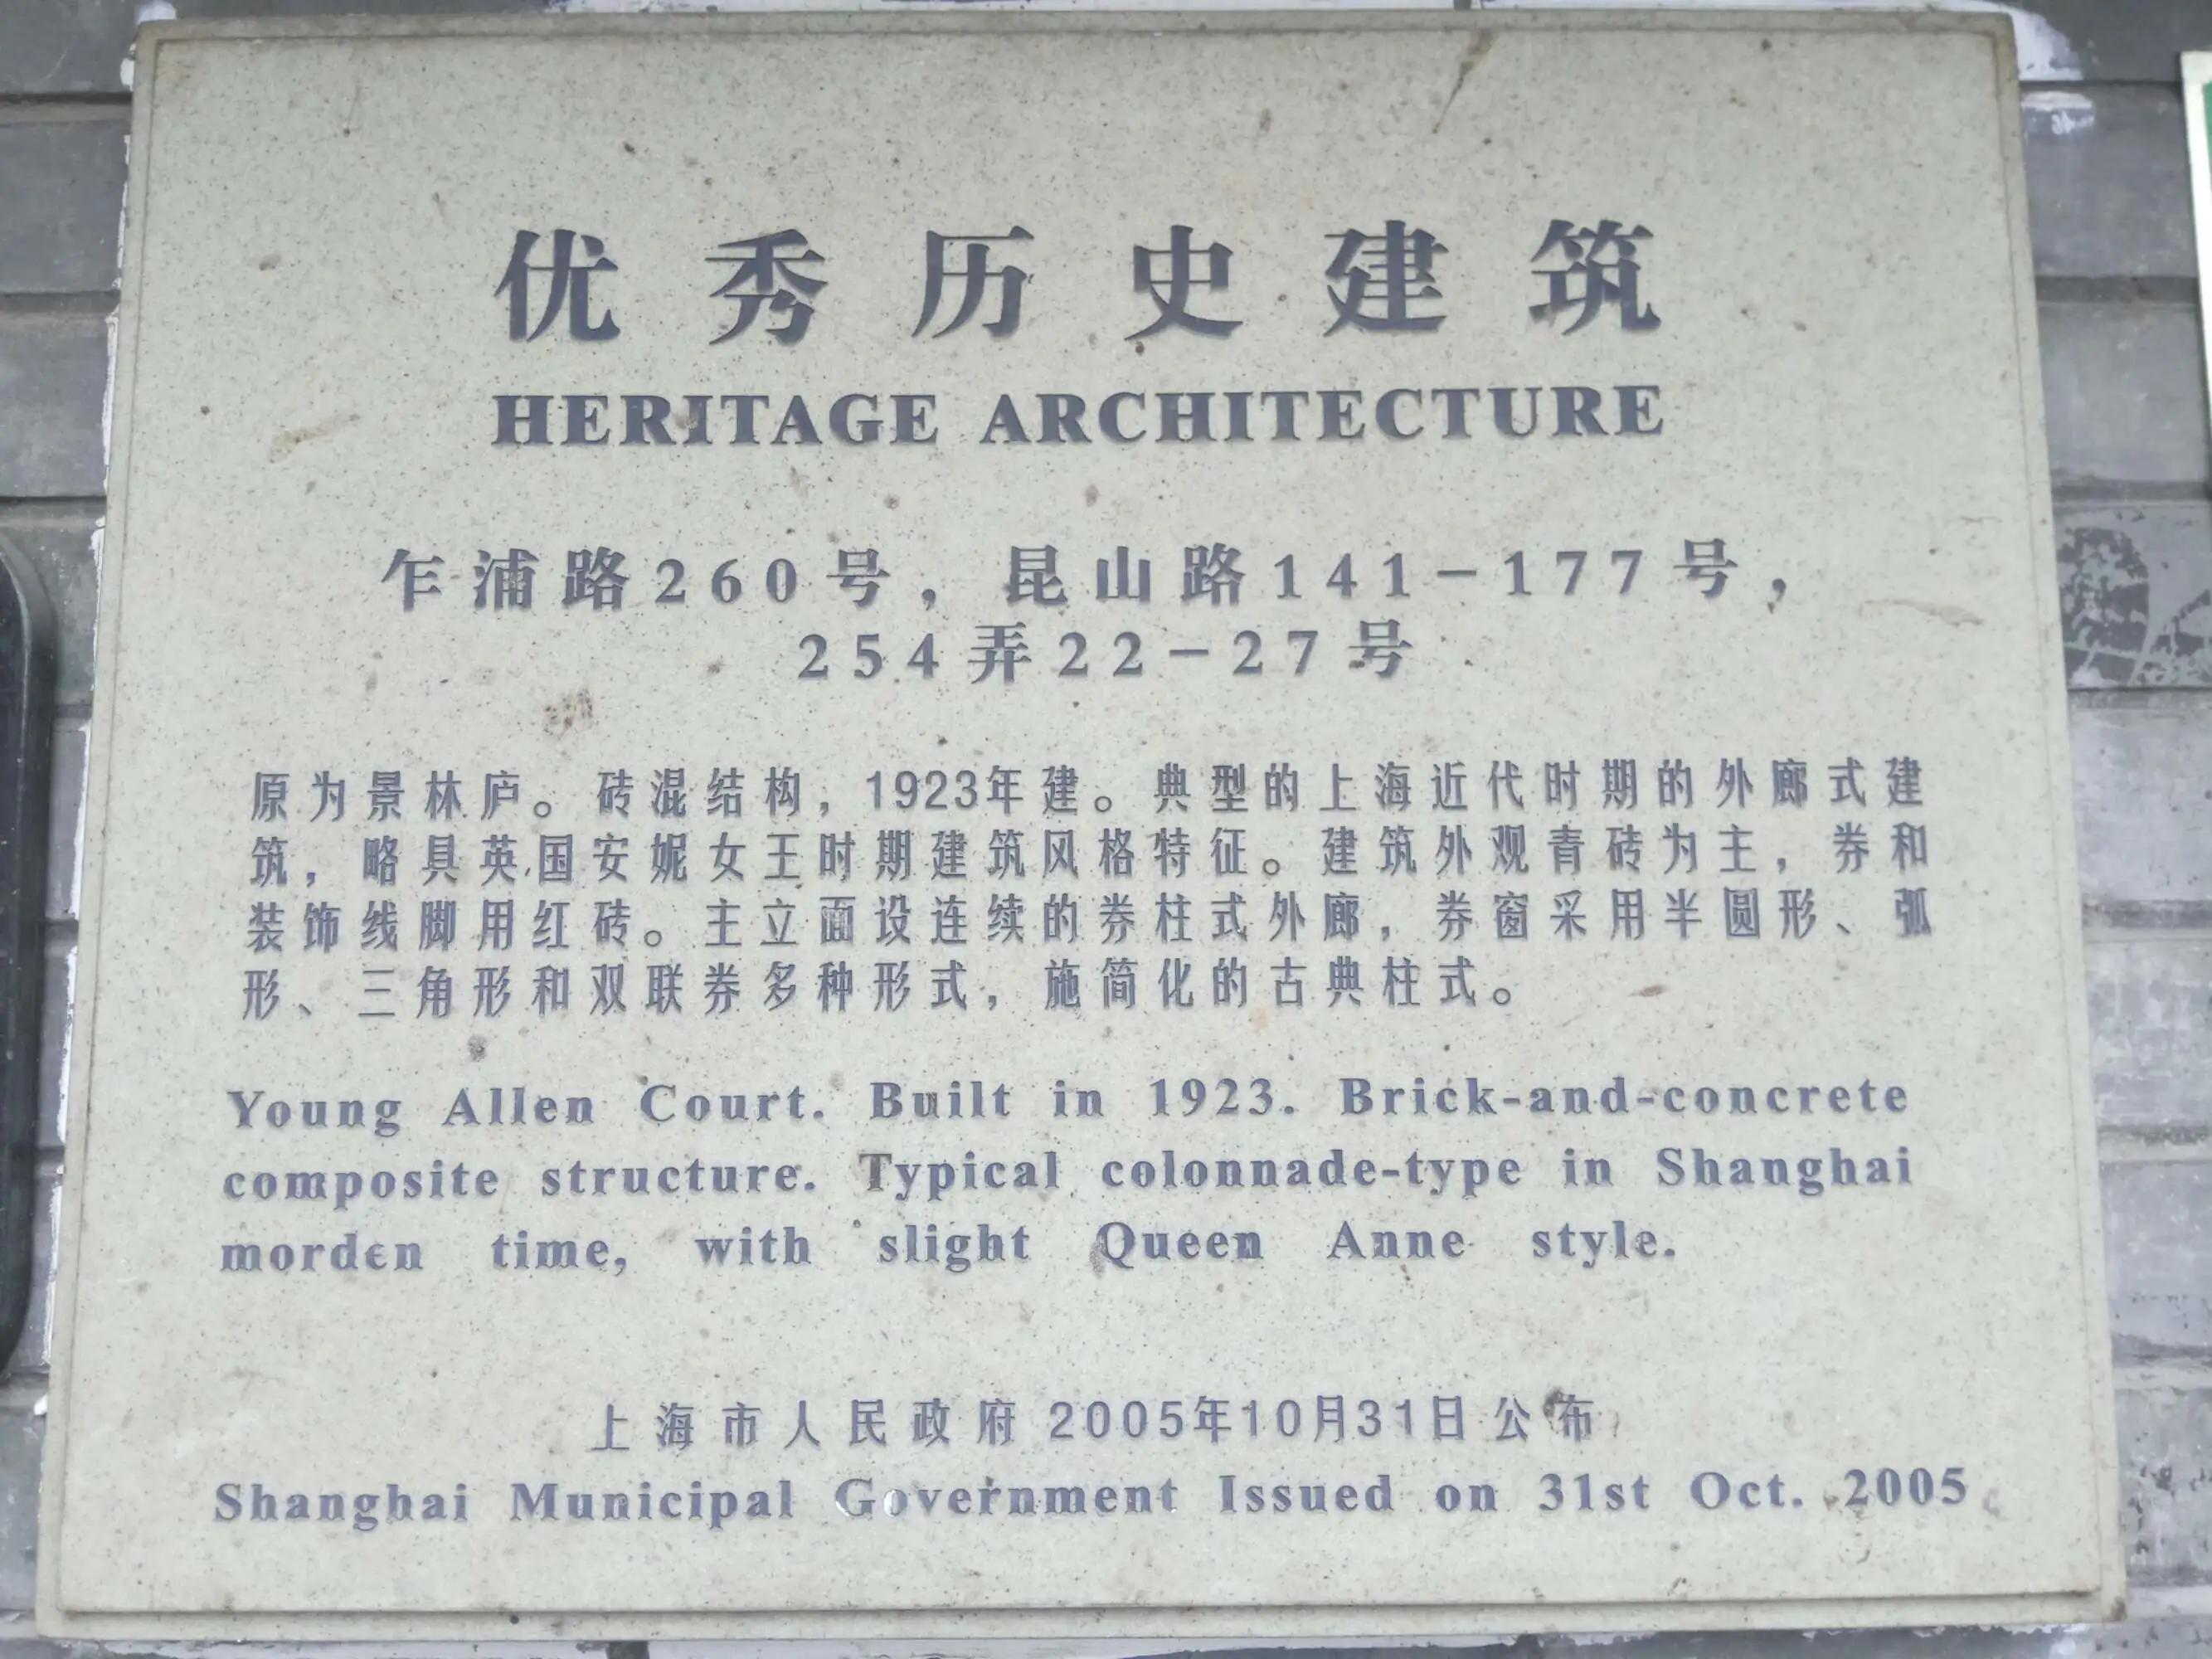 优秀历史建筑
HERITAGE ARCHITECTURE
乍浦路260号，昆山路141-177号，
254弄22-27号
原为景林庐。砖混结构，1923年建。典型的上海近代时期的外廊式建
筑，略具英国安妮女王时期建筑风格特征。建筑外观青砖为主，券和
装饰线脚用红砖。主立面设连续的券柱式外廊，券窗采用半圆形、弧
形、三角形和双联券多种形式，施简化的古典柱式。
Young Allen Court. Built in 1923. Brick-and-concrete
composite structure. Typical colonnade-type in Shanghai
morden time, with slight Queen Anne style.
上海市人民政府 2005年10月31日公布
Shanghai Municipal Government Issued on 31st Oct. 2005